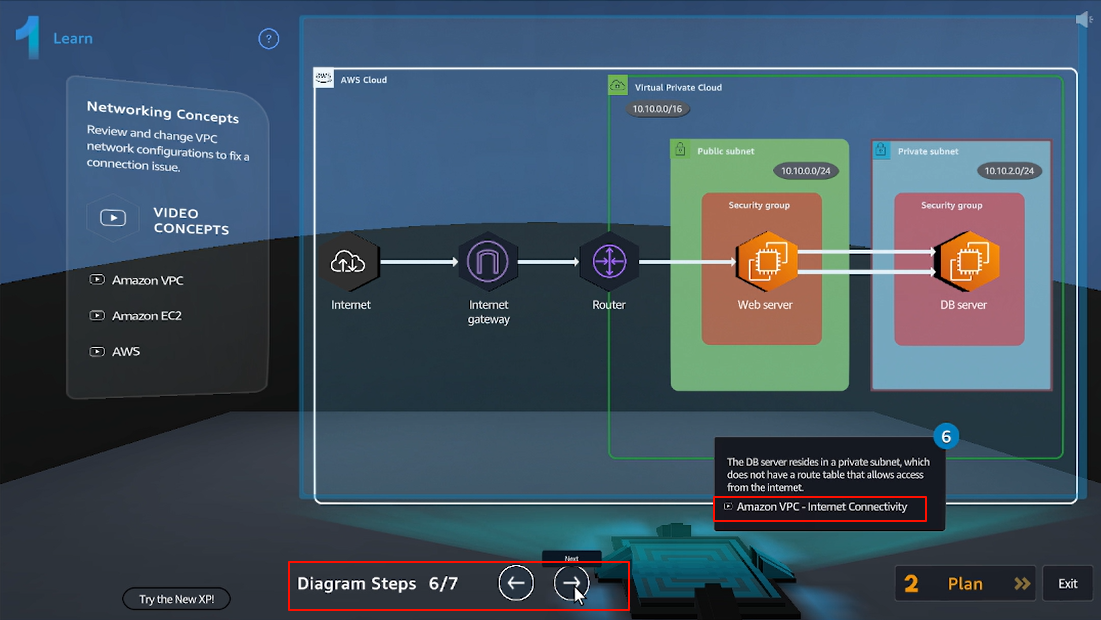 1 Learn
?
Networking Concepts
Review and change VPC
network configurations to fix a
connection issue.
VIDEO
CONCEPTS
Amazon VPC
Amazon EC2
AWS
aws
AWS Cloud
Virtual Private Cloud
10.10.0.0/16
Public subnet
10.10.0.0/24
Security group
Private subnet
10.10.2.0/24
Security group
Internet
Internet
gateway
Router
Web server
DB server
6
The DB server resides in a private subnet, which
does not have a route table that allows access
from the internet.
Amazon VPC - Internet Connectivity
Next
Diagram Steps 6/7
Try the New XP!
2 Plan
Exit